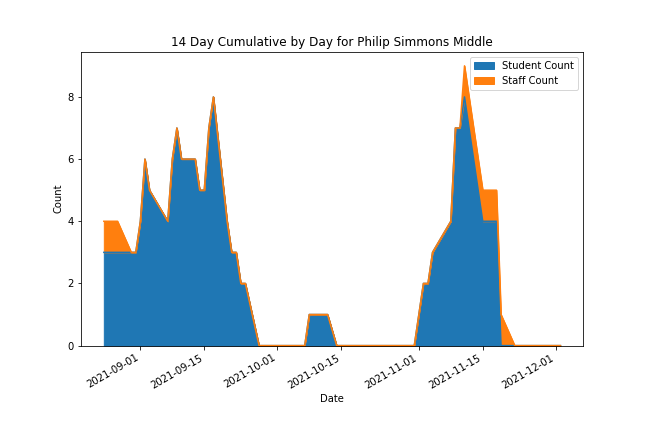 14 Day Cumulative by Day for Philip Simmons Middle
Student Count
Staff Count
Count
8
6
4
2
0
2021-09-01
2021-09-15
2021-10-01
2021-10-15
2021-11-01
2021-11-15
2021-12-01
Date